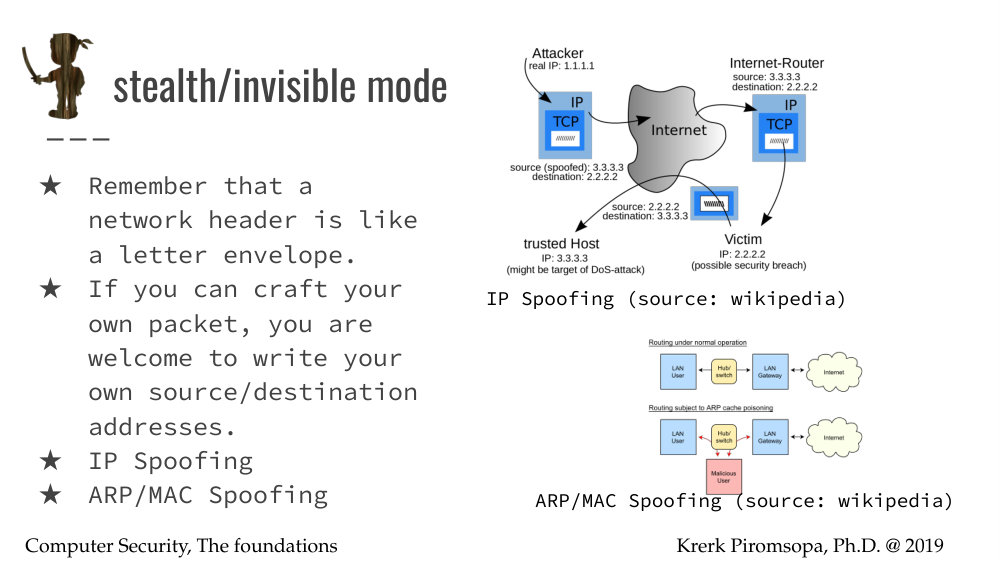 stealth/invisible mode
★ Remember that a
network header is like
a letter envelope.
★ If you can craft your
own packet, you are
welcome to write your
own source/destination
addresses.
★ IP Spoofing
★ ARP/MAC Spoofing
Attacker
real IP: 1.1.1.1
IP
TCP
source (spoofed): 3.3.3.3
destination: 2.2.2.2
Internet
Internet-Router
source: 3.3.3.3
destination: 2.2.2.2
IP
TCP
source: 2.2.2.2
destination: 3.3.3.3
trusted Host
IP: 3.3.3.3
(might be target of DoS-attack)
Victim
IP: 2.2.2.2
(possible security breach)
IP Spoofing (source: wikipedia)
Routing under normal operation
LAN
User
Hub/
switch
LAN
Gateway
Internet
Routing subject to ARP cache poisoning
LAN
User
Hub/
switch
LAN
Gateway
Internet
Malicious
User
ARP/MAC Spoofing (source: wikipedia)
Computer Security, The foundations
Krerk Piromsopa, Ph.D. @ 2019